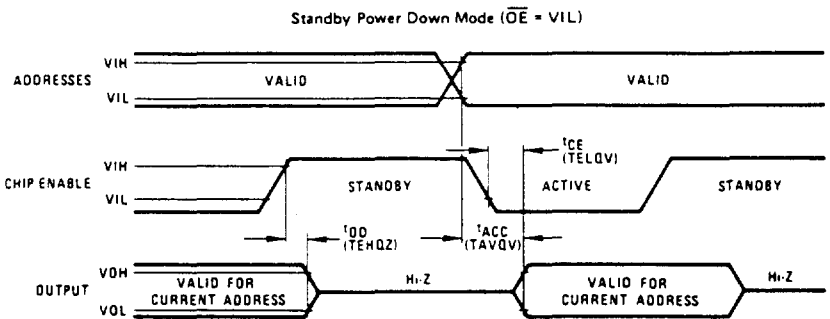 Standby Power Down Mode (OE = VIL)
ADDRESSES
VIH
VIL
VALID
VALID
CHIP ENABLE
VIH
VIL
STANDBY
tCE
(TELQV)
ACTIVE
STANDBY
tOD
(TEHQZ)
tACC
(TAVQV)
OUTPUT
VOH
VOL
VALID FOR
CURRENT ADDRESS
Hi-Z
VALID FOR
CURRENT ADDRESS
Hi-Z